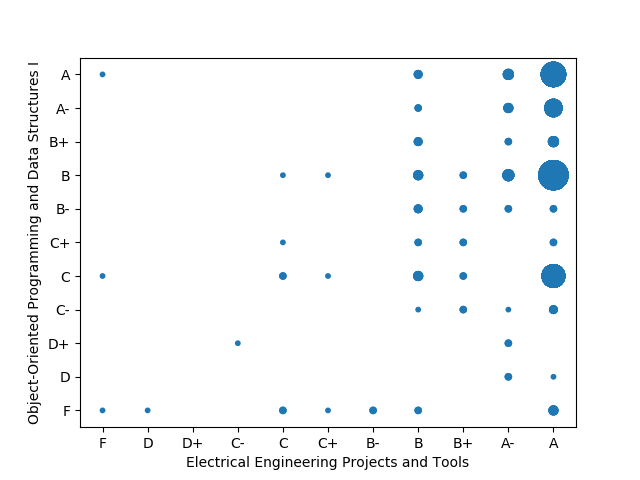 Object-Oriented Programming and Data Structures I
A
A-
B+
B
B-
C+
C
C-
D+
D
F
F D D+ C- C C+ B- B B+ A- A
Electrical Engineering Projects and Tools